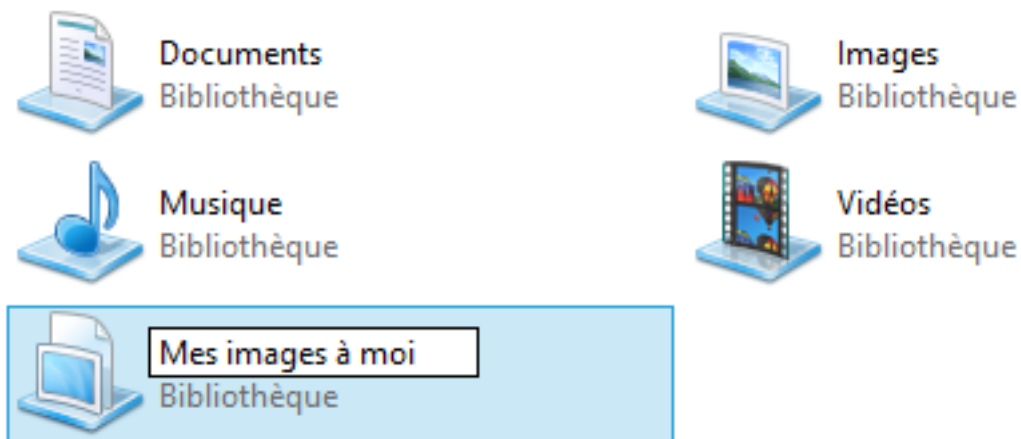 Documents
Bibliothèque
Images
Bibliothèque
Musique
Bibliothèque
Vidéos
Bibliothèque
Mes images à moi
Bibliothèque